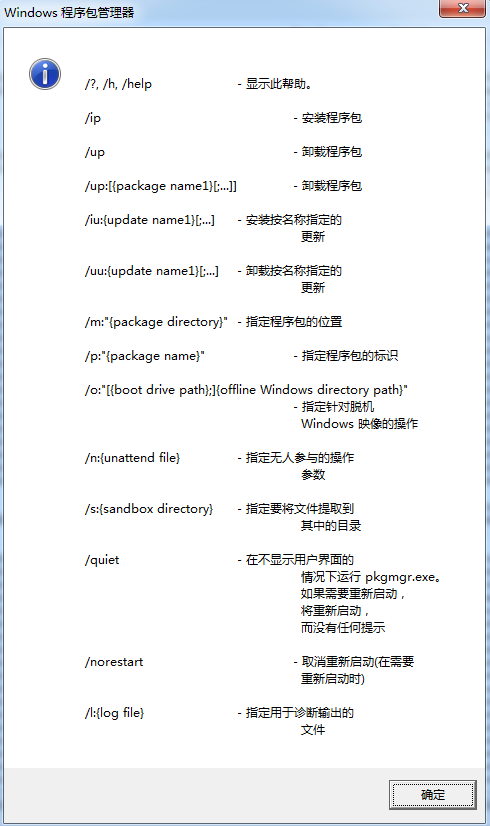 Windows 程序包管理器
/?, /h, /help - 显示此帮助。
/ip - 安装程序包
/up - 卸载程序包
/up:[{package name1}[;...]] - 卸载程序包
/iu:{update name1}[;...] - 安装按名称指定的
更新
/uu:{update name1}[;...] - 卸载按名称指定的
更新
/m:"{package directory}" - 指定程序包的位置
/p:"{package name}" - 指定程序包的标识
/o:"[{boot drive path};]{offline Windows directory path}"
- 指定针对脱机
Windows 映像的操作
/n:{unattend file} - 指定无人参与的操作
参数
/s:{sandbox directory} - 指定要将文件提取到
其中的目录
/quiet - 在不显示用户界面的
情况下运行 pkgmgr.exe。
如果需要重新启动，
将重新启动，
而没有任何提示
/norestart - 取消重新启动(在需要
重新启动时)
/l:{log file} - 指定用于诊断输出的
文件
确定